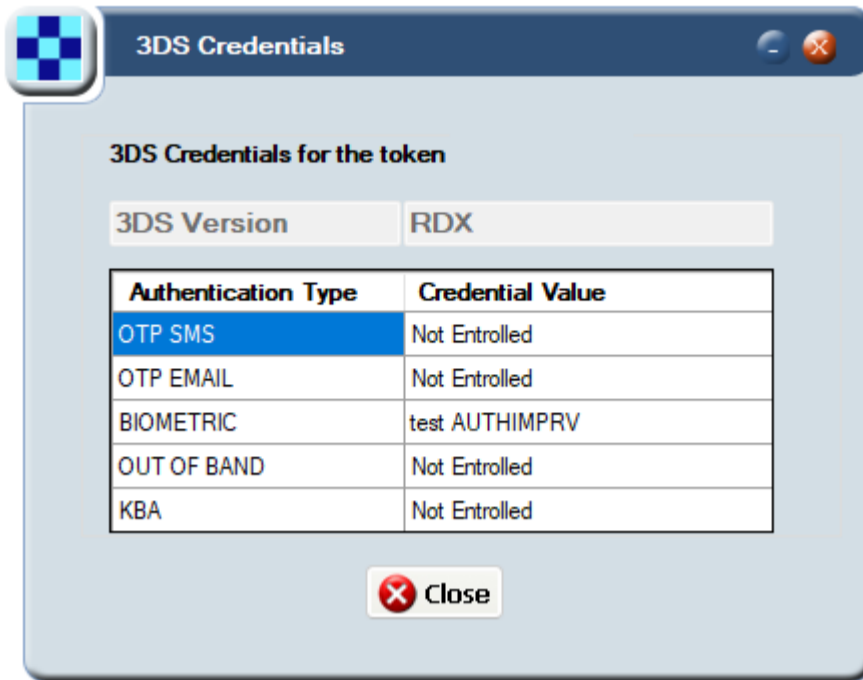 3DS Credentials
3DS Credentials for the token
3DS Version RDX
Authentication Type Credential Value
OTP SMS Not Entrolled
OTP EMAIL Not Entrolled
BIOMETRIC test AUTHIMPRV
OUT OF BAND Not Entrolled
KBA Not Entrolled
Close